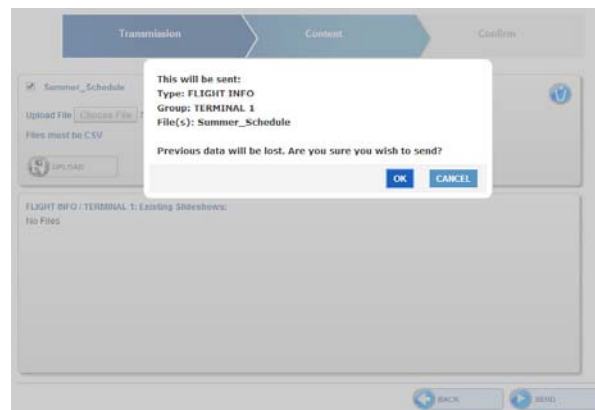 Transmission
Content
Confirm
Summer_Schedule
Upload File Choose File
Files must be CSV
UPLOAD
This will be sent:
Type: FLIGHT INFO
Group: TERMINAL 1
File(s): Summer_Schedule
Previous data will be lost. Are you sure you wish to send?
OK
CANCEL
FLIGHT INFO / TERMINAL 1: Existing Slideshows:
No Files
BACK
SEND